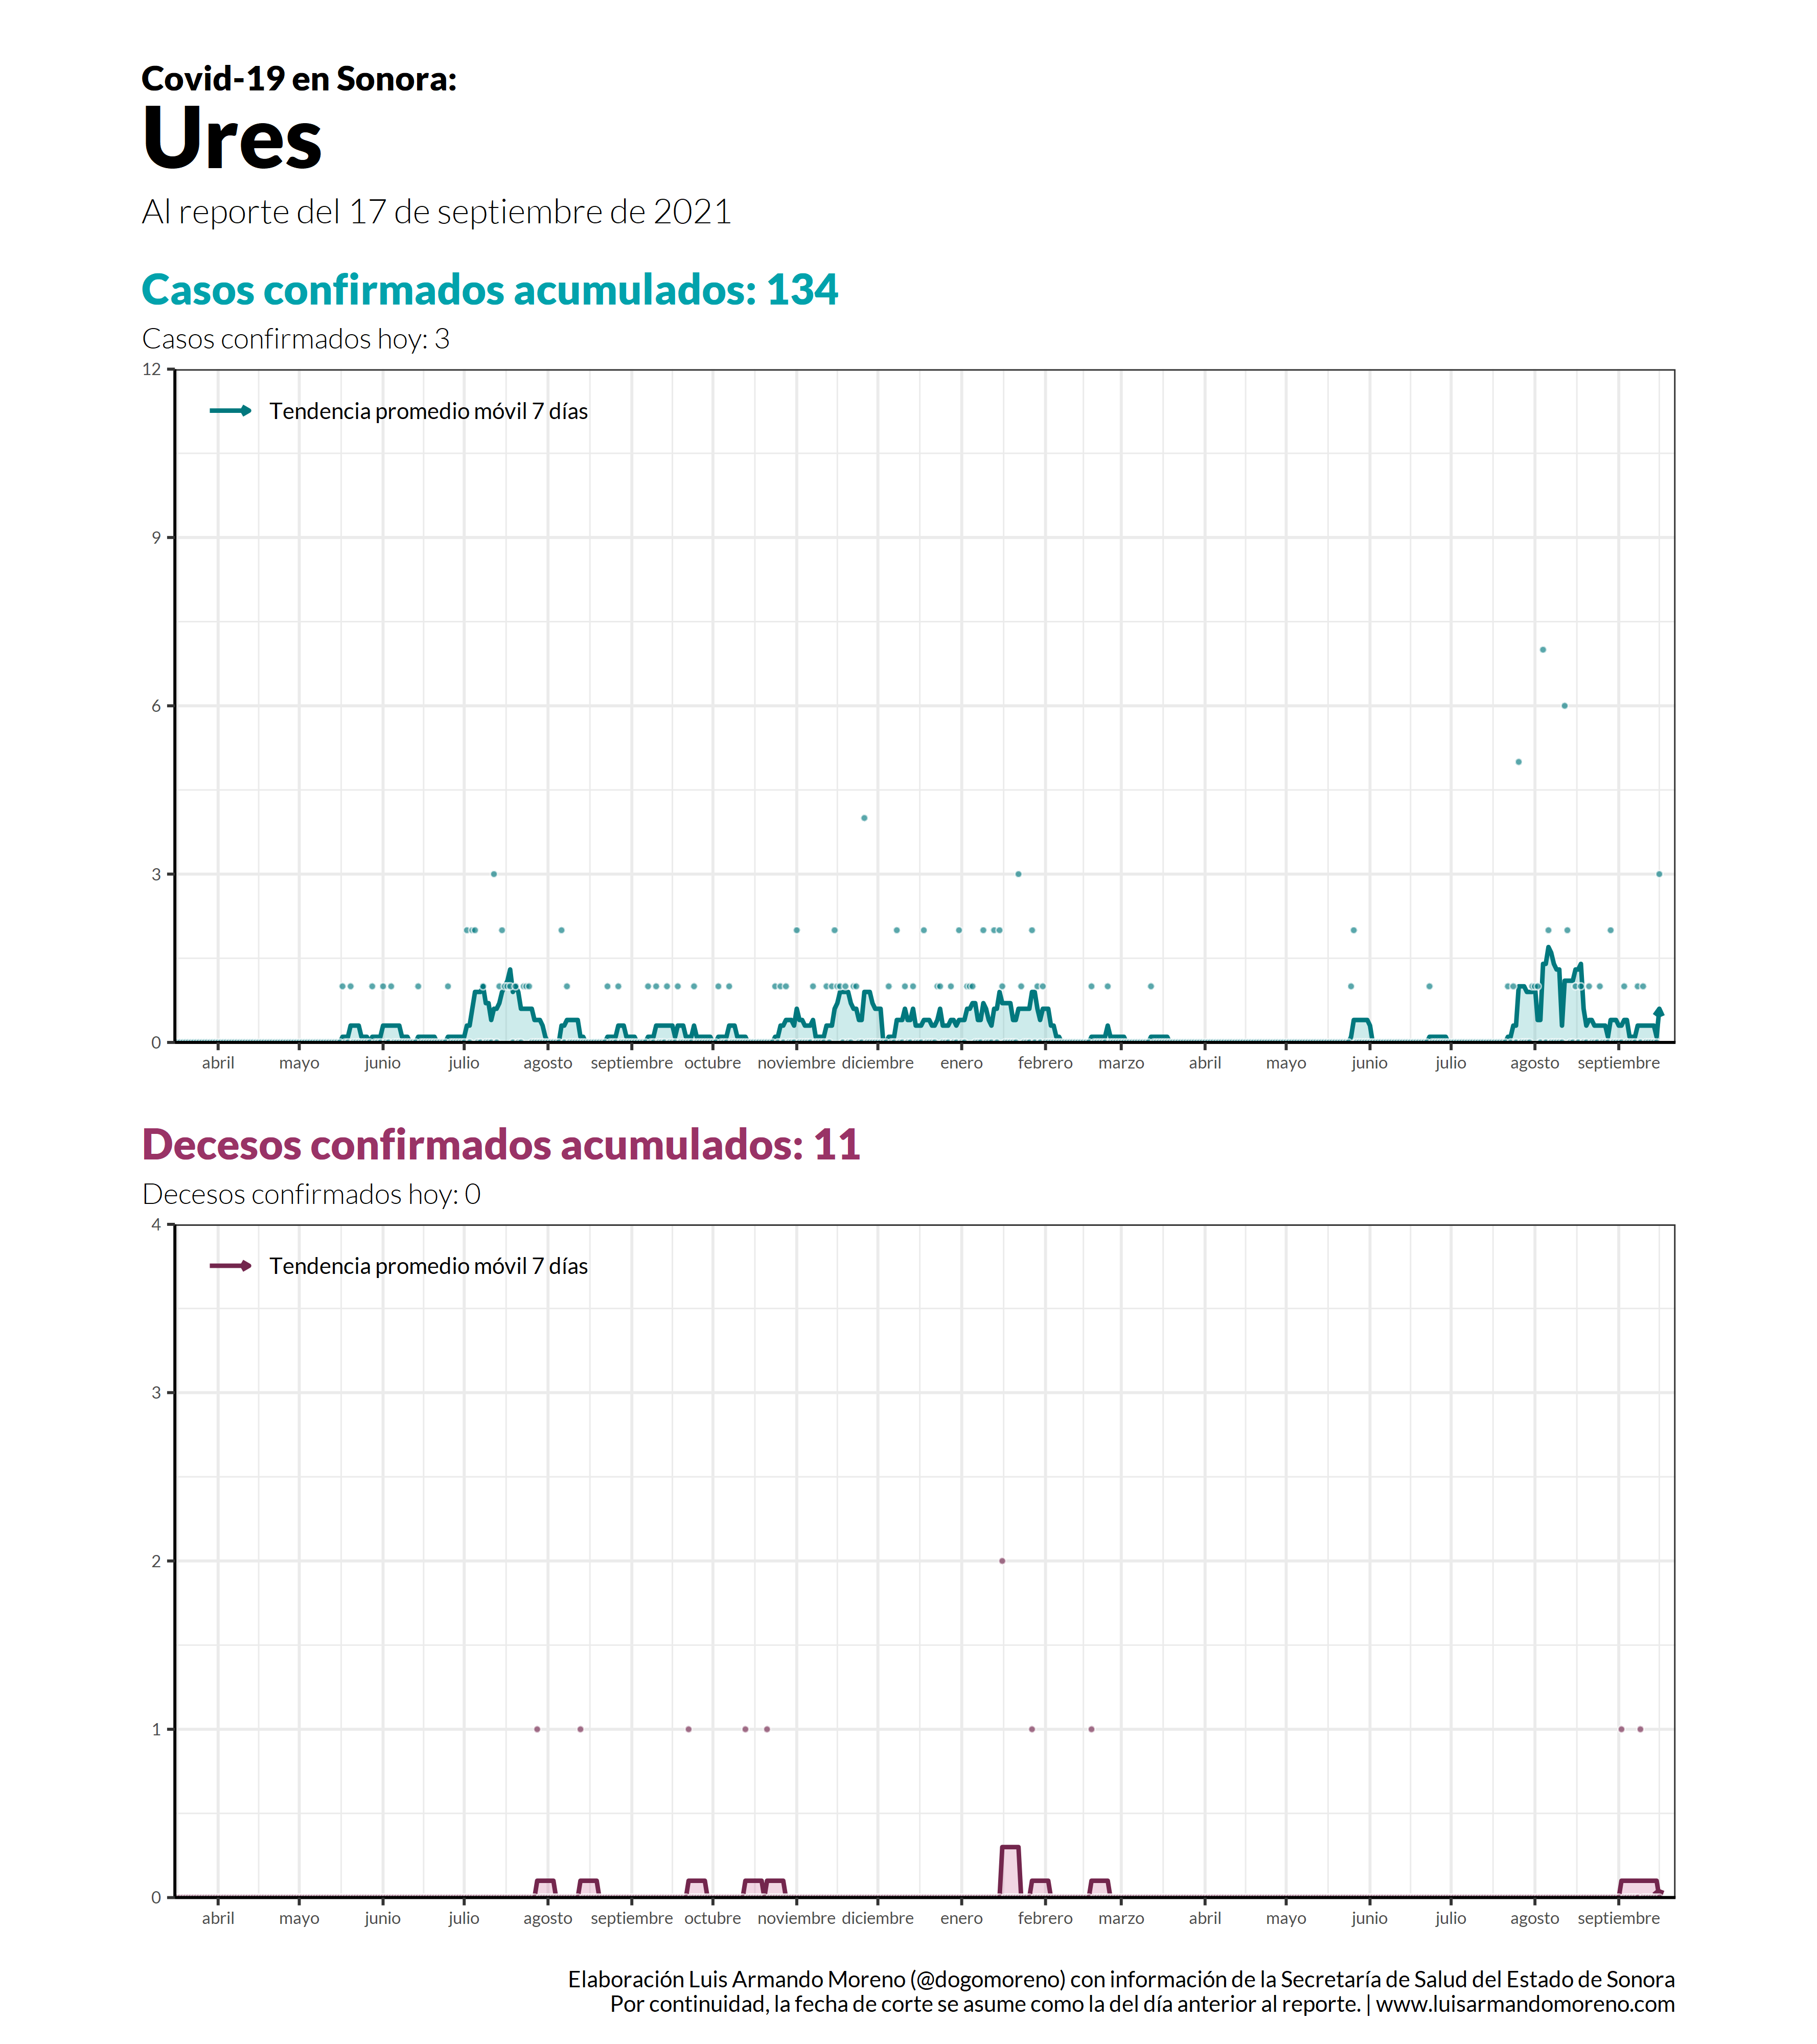 Covid-19 en Sonora:
Ures
Al reporte del 17 de septiembre de 2021
Casos confirmados acumulados: 134
Casos confirmados hoy: 3
12
Tendencia promedio móvil 7 días
9
6
3
0
abril mayo junio julio agosto septiembre octubre noviembre diciembre enero febrero marzo abril mayo junio julio agosto septiembre
Decesos confirmados acumulados: 11
Decesos confirmados hoy: 0
4
Tendencia promedio móvil 7 días
3
2
1
0
abril mayo junio julio agosto septiembre octubre noviembre diciembre enero febrero marzo abril mayo junio julio agosto septiembre
Elaboración Luis Armando Moreno (@dogomoreno) con información de la Secretaría de Salud del Estado de Sonora
Por continuidad, la fecha de corte se asume como la del día anterior al reporte. | www.luisarmandomoreno.com